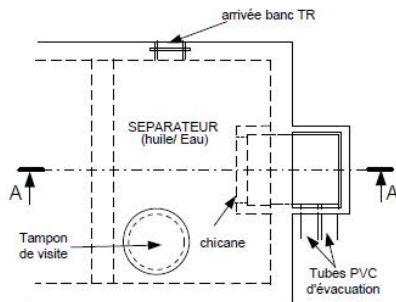 arrivée banc TR
SEPARATEUR
(huile/ Eau)
A
A
Tampon
de visite
chicane
Tubes PVC
d'évacuation